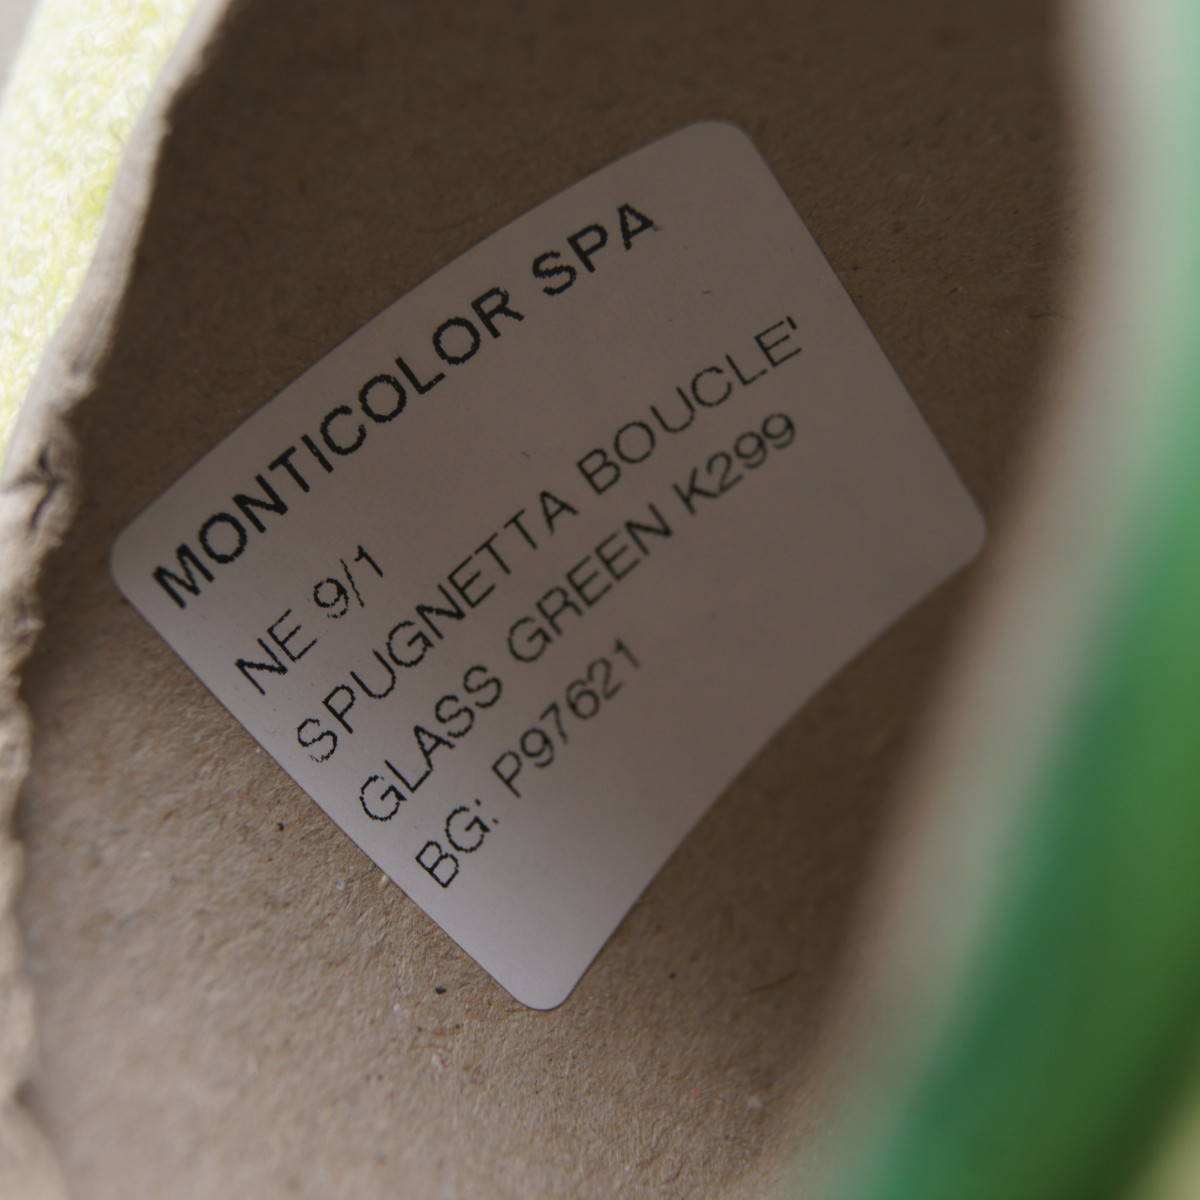 MONTICOLOR SPA
NE 9/1
SPUGNETTA BOUCLE'
GLASS GREEN K299
BG: P97621